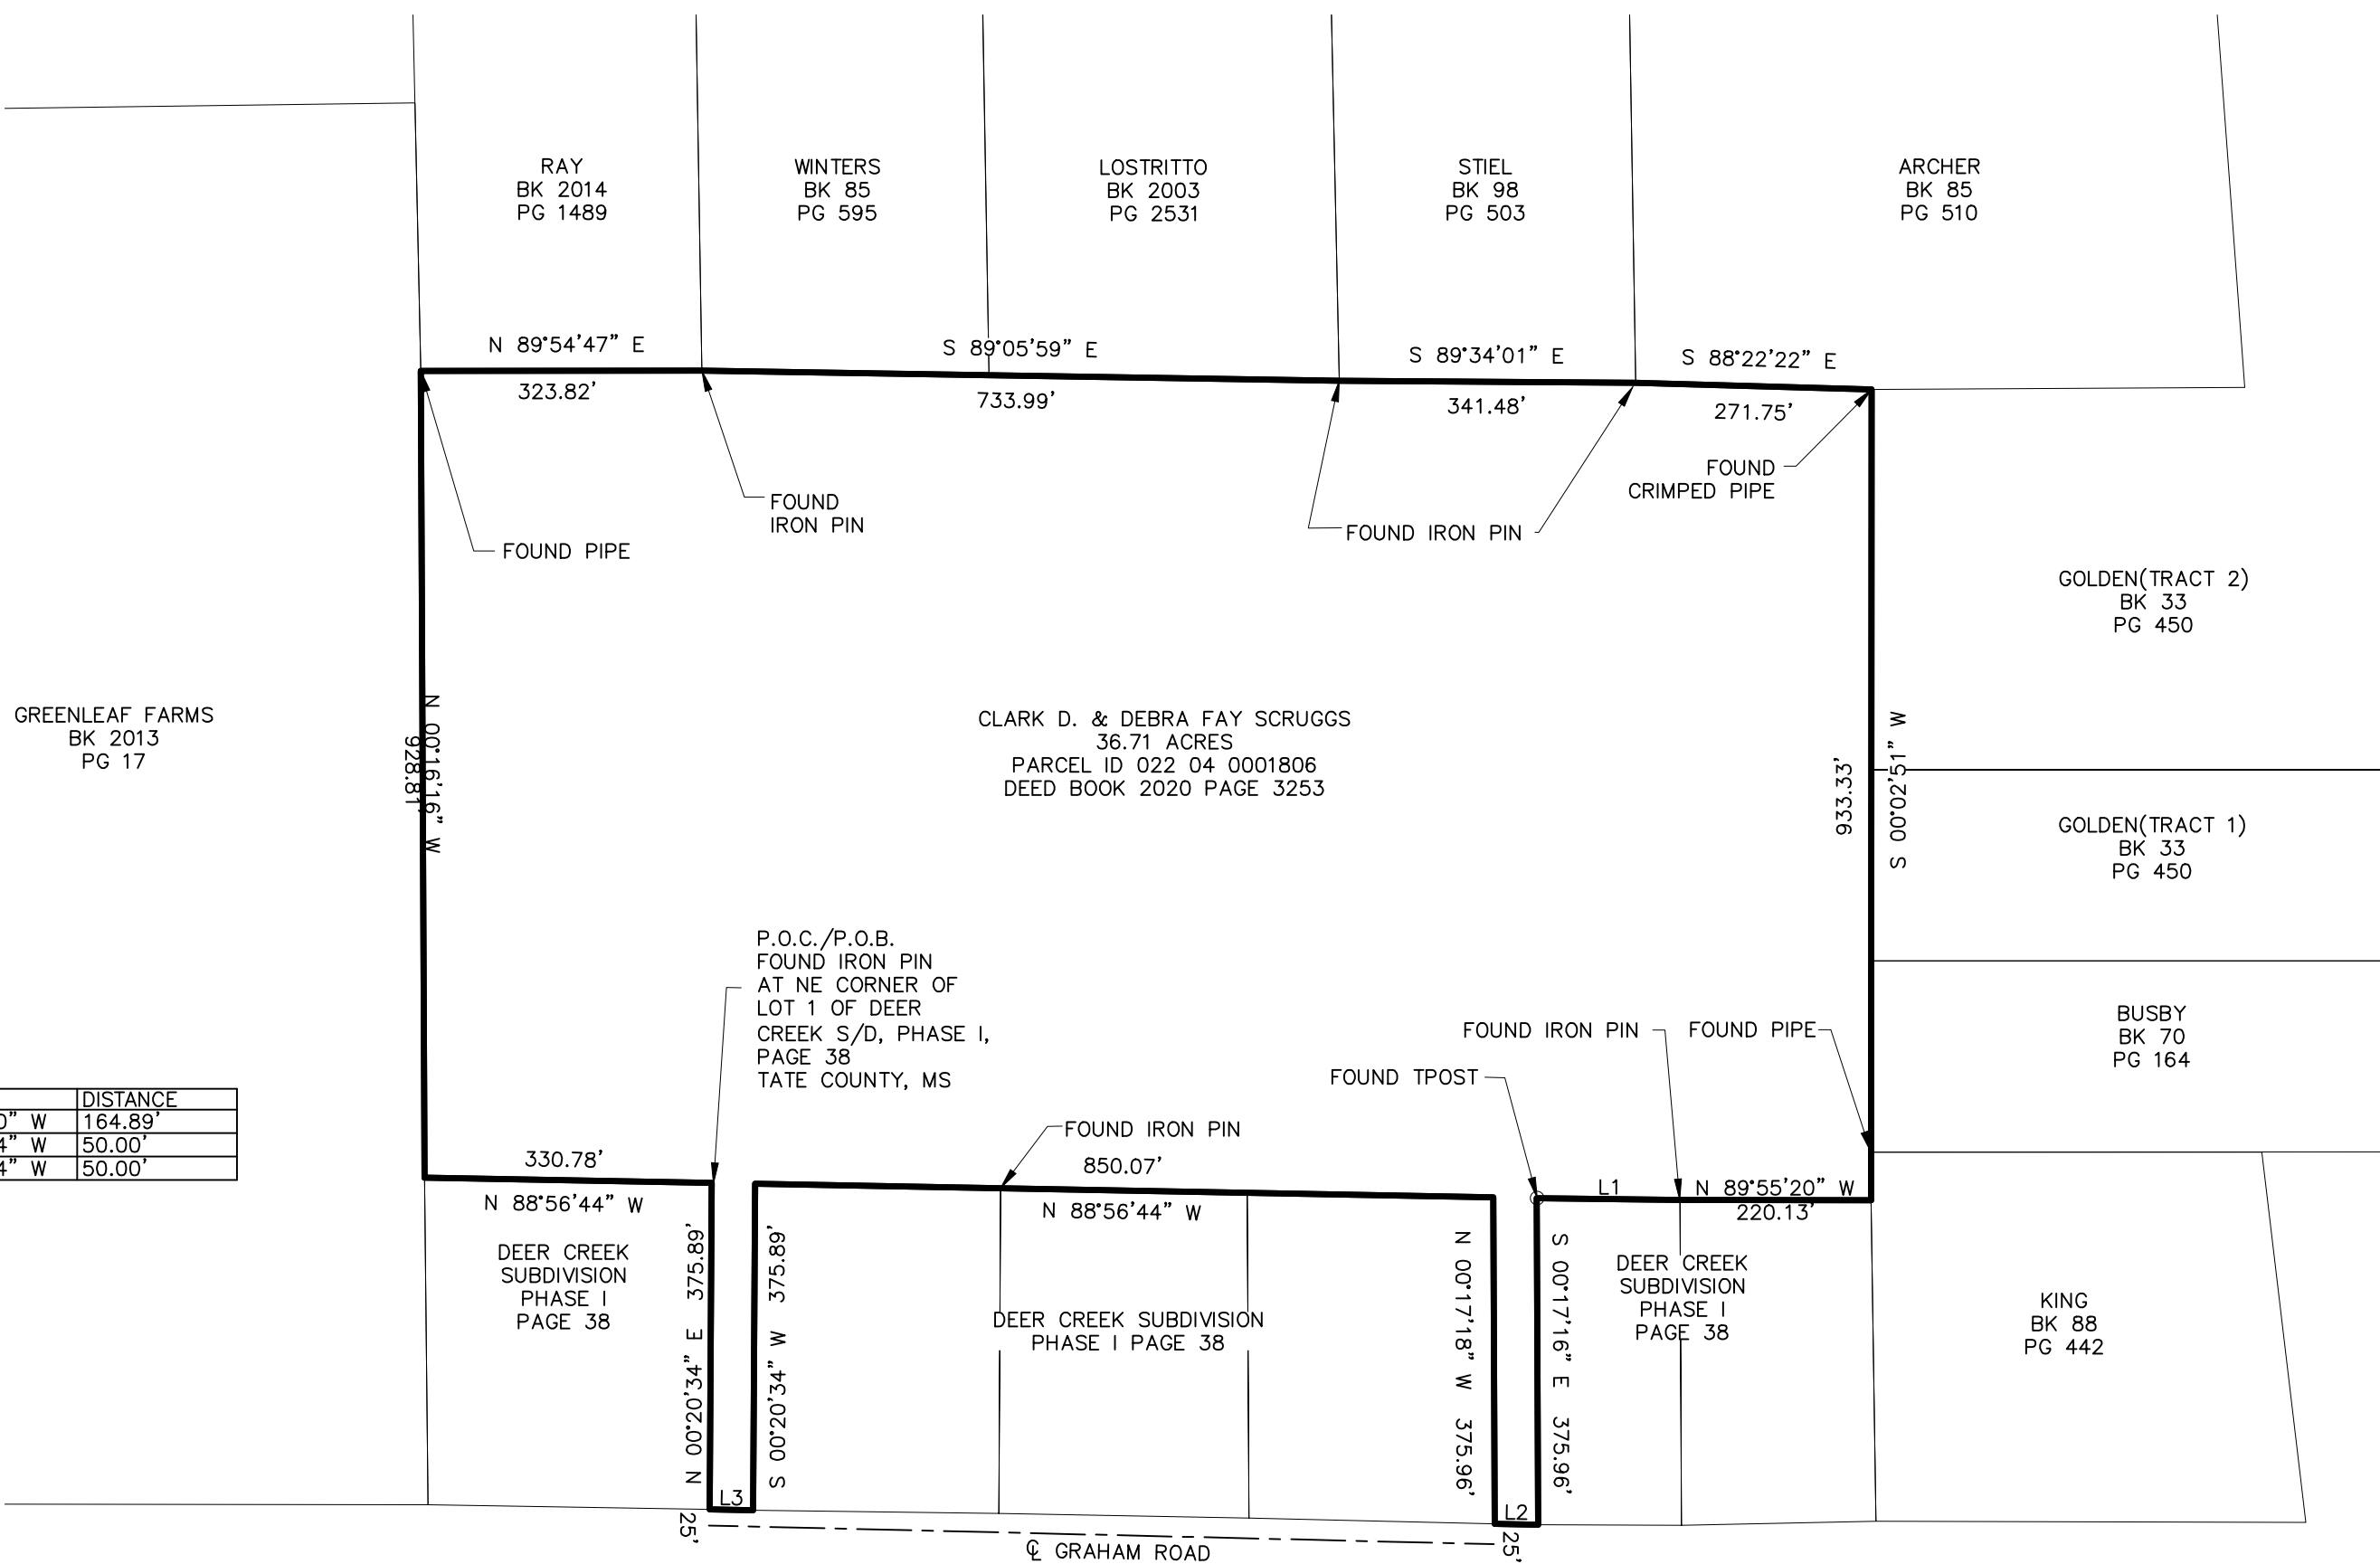 RAY
BK 2014
PG 1489
WINTERS
BK 85
PG 595
LOSTRITTO
BK 2003
PG 2531
STIEL
BK 98
PG 503
ARCHER
BK 85
PG 510
N 89°54'47" E
323.82'
S 89°05'59" E
733.99'
S 89°34'01" E
341.48'
S 88°22'22" E
271.75'
FOUND PIPE
FOUND
IRON PIN
FOUND IRON PIN
FOUND
CRIMPED PIPE
GOLDEN(TRACT 2)
BK 33
PG 450
GREENLEAF FARMS
BK 2013
PG 17
N 00°16'16" W
928.81'
CLARK D. & DEBRA FAY SCRUGGS
36.71 ACRES
PARCEL ID 022 04 0001806
DEED BOOK 2020 PAGE 3253
933.33'
S 00°02'51" W
GOLDEN(TRACT 1)
BK 33
PG 450
P.O.C./P.O.B.
FOUND IRON PIN
AT NE CORNER OF
LOT 1 OF DEER
CREEK S/D, PHASE I,
PAGE 38
TATE COUNTY, MS
FOUND IRON PIN
FOUND PIPE
FOUND TPOST
BUSBY
BK 70
PG 164
DISTANCE
0" W 164.89'
4" W 50.00'
4" W 50.00'
330.78'
N 88°56'44" W
FOUND IRON PIN
850.07'
N 88°56'44" W
L1
N 89°55'20" W
220.13'
DEER CREEK
SUBDIVISION
PHASE I
PAGE 38
N 00°20'34" E 375.89'
S 00°20'34" W 375.89'
DEER CREEK SUBDIVISION
PHASE I PAGE 38
N 00°17'18" W 375.96'
S 00°17'16" E 375.96'
DEER CREEK
SUBDIVISION
PHASE I
PAGE 38
KING
BK 88
PG 442
L3
L2
25'
25'
℄ GRAHAM ROAD